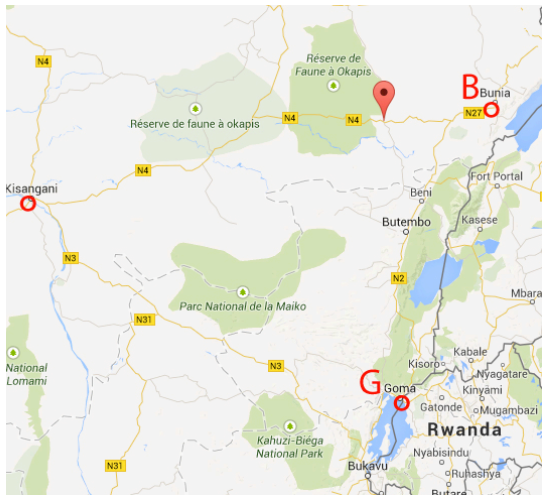 N4
Réserve de
Faune à Okapis
B
Bunia
N27
N4
N4
Réserve de faune à okapis
N4
Fort Portal
Kisangani
Beni
Butembo
Kasese
N3
N2
Parc National de la Maiko
Mbara
N31
N3
Kisoro
Kabale
National
Lomami
Nyagatare
G
Goma
Kinyami
Gatonde
Mugambazi
Rwanda
Kahuzi-Biéga
National Park
Nyabisindu
N31
Bukavu
Ruhashya
Butare